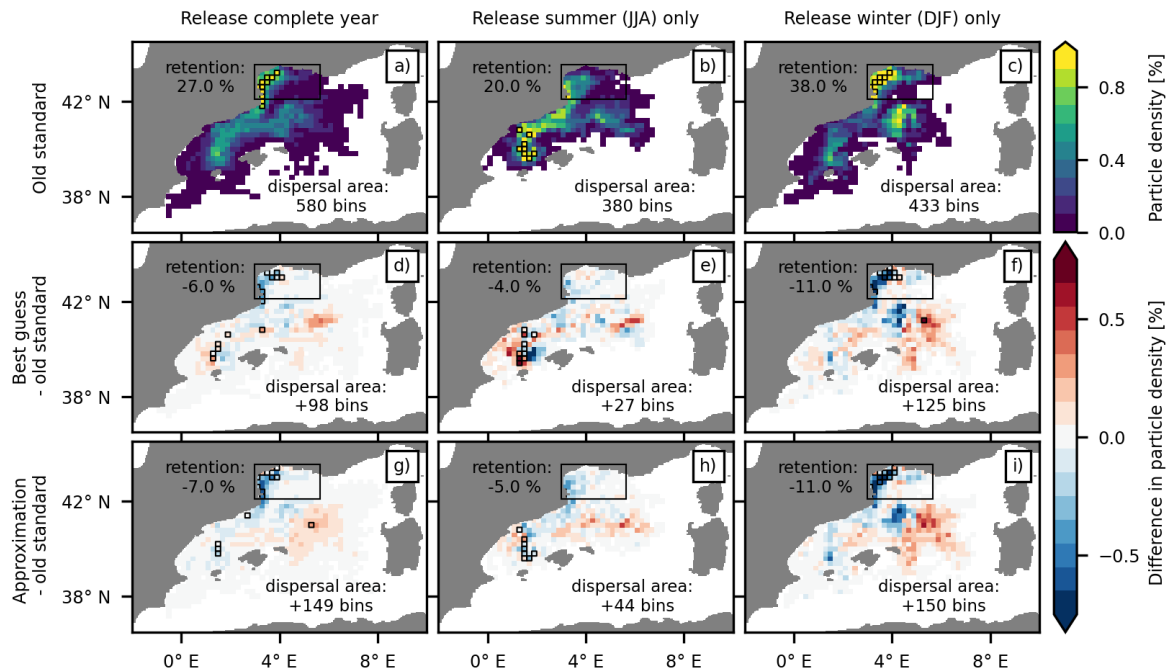 Release complete year
Release summer (JJA) only
Release winter (DJF) only
Old standard
42° N
38° N
a)
retention:
27.0 %
dispersal area:
580 bins
b)
retention:
20.0 %
dispersal area:
380 bins
c)
retention:
38.0 %
dispersal area:
433 bins
0.8
0.4
0.0
Particle density [%]
Best guess
- old standard
42° N
38° N
d)
retention:
-6.0 %
dispersal area:
+98 bins
e)
retention:
-4.0 %
dispersal area:
+27 bins
f)
retention:
-11.0 %
dispersal area:
+125 bins
Approximation
- old standard
42° N
38° N
g)
retention:
-7.0 %
dispersal area:
+149 bins
h)
retention:
-5.0 %
dispersal area:
+44 bins
i)
retention:
-11.0 %
dispersal area:
+150 bins
0.5
0.0
−0.5
Difference in particle density [%]
0° E
4° E
8° E
0° E
4° E
8° E
0° E
4° E
8° E